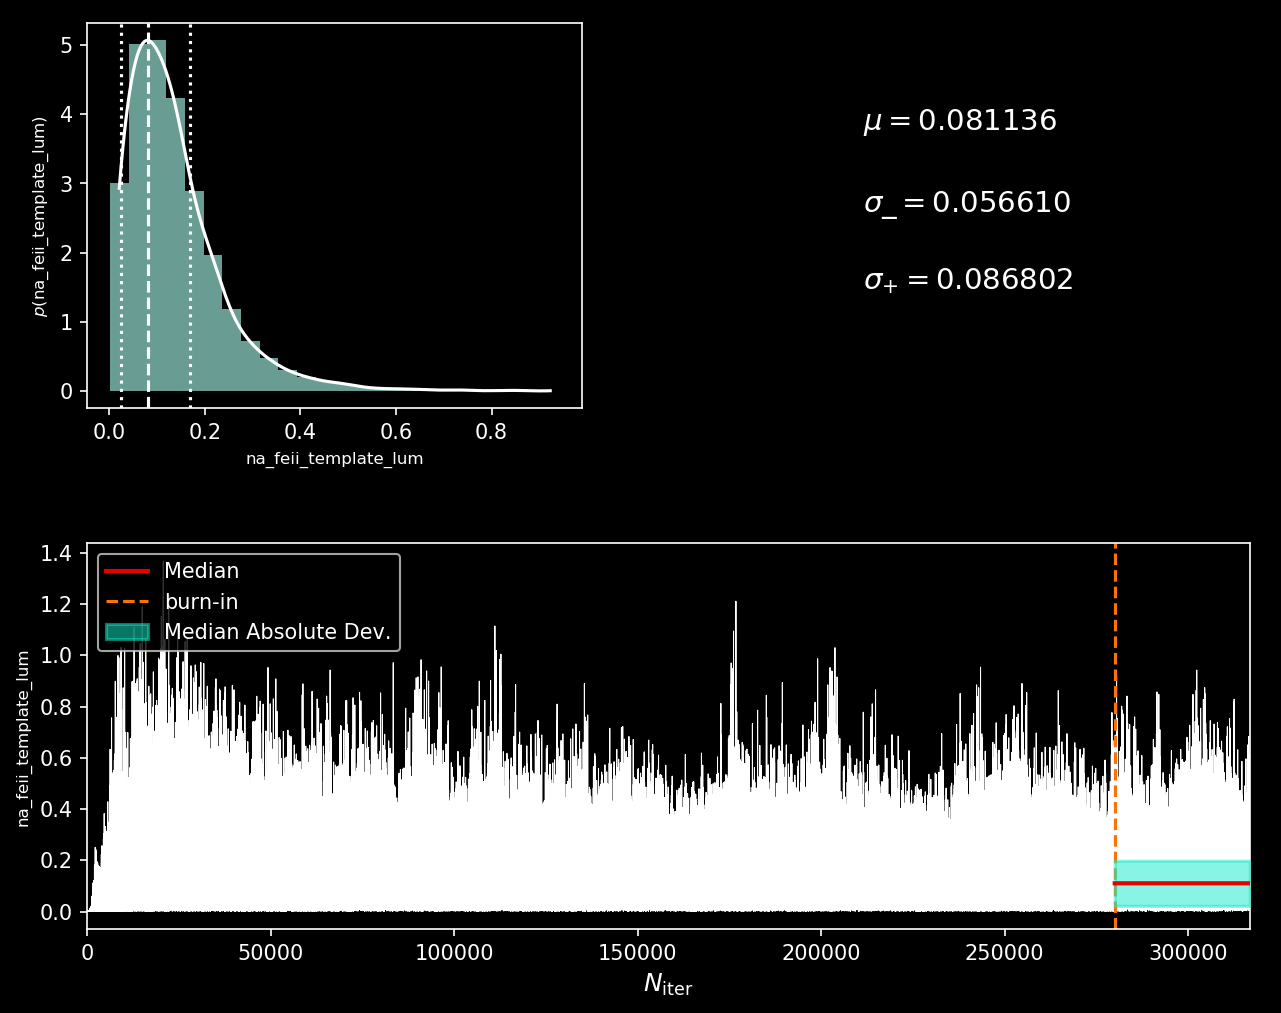 5
4
3
2
1
0
p(na_feii_template_lum)
0.0 0.2 0.4 0.6 0.8
na_feii_template_lum
μ = 0.081136
σ_ = 0.056610
σ+ = 0.086802
1.4
1.2
1.0
0.8
0.6
0.4
0.2
0.0
na_feii_template_lum
Median
burn-in
Median Absolute Dev.
0 50000 100000 150000 200000 250000 300000
Niter